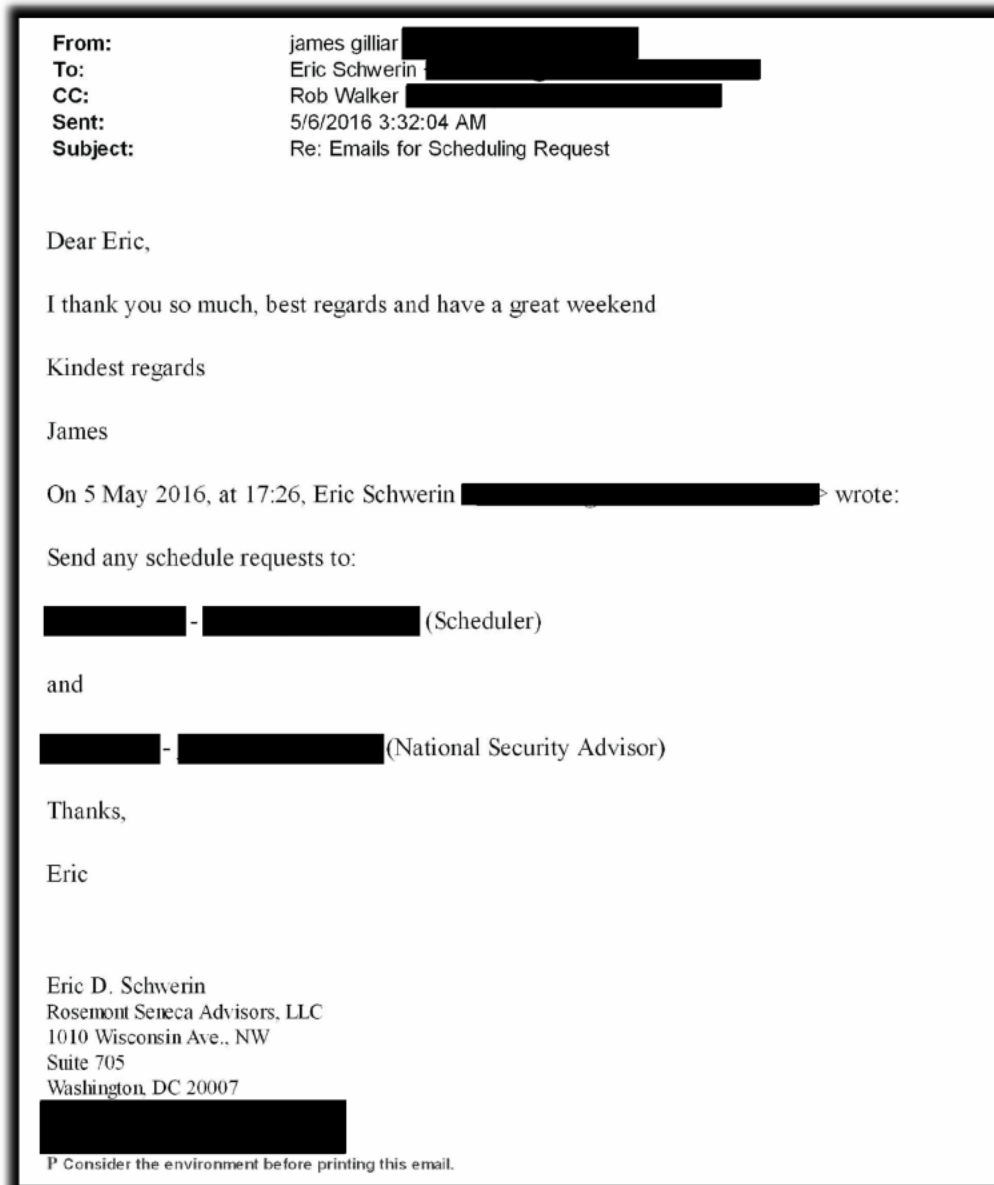 From: james gilliar
To: Eric Schwerin
CC: Rob Walker
Sent: 5/6/2016 3:32:04 AM
Subject: Re: Emails for Scheduling Request
Dear Eric,
I thank you so much, best regards and have a great weekend
Kindest regards
James
On 5 May 2016, at 17:26, Eric Schwerin > wrote:
Send any schedule requests to:
- (Scheduler)
and
- (National Security Advisor)
Thanks,
Eric
Eric D. Schwerin
Rosemont Seneca Advisors, LLC
1010 Wisconsin Ave., NW
Suite 705
Washington, DC 20007
P Consider the environment before printing this email.